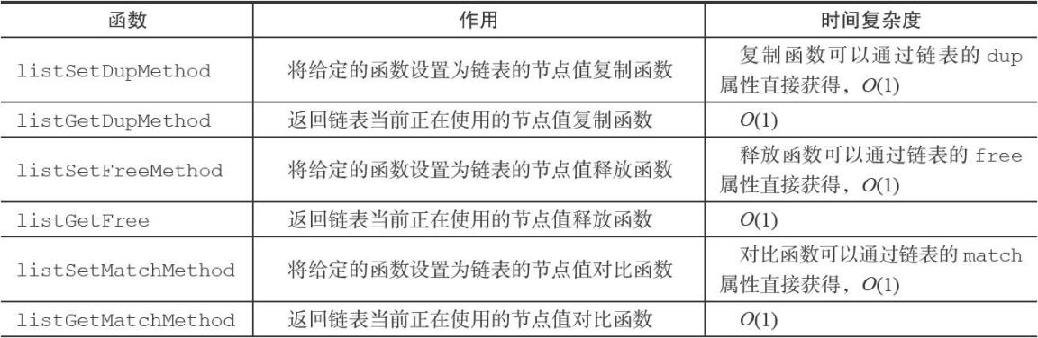 函数 作用 时间复杂度
listSetDupMethod 将给定的函数设置为链表的节点值复制函数 复制函数可以通过链表的 dup
属性直接获得，O(1)
listGetDupMethod 返回链表当前正在使用的节点值复制函数 O(1)
listSetFreeMethod 将给定的函数设置为链表的节点值释放函数 释放函数可以通过链表的 free
属性直接获得，O(1)
listGetFree 返回链表当前正在使用的节点值释放函数 O(1)
listSetMatchMethod 将给定的函数设置为链表的节点值对比函数 对比函数可以通过链表的 match
属性直接获得，O(1)
listGetMatchMethod 返回链表当前正在使用的节点值对比函数 O(1)